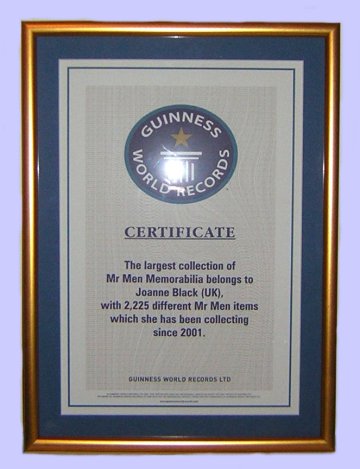 GUINNESS
WORLD RECORDS
CERTIFICATE
The largest collection of
Mr Men Memorabilia belongs to
Joanne Black (UK),
with 2,225 different Mr Men items
which she has been collecting
since 2001.
GUINNESS WORLD RECORDS LTD